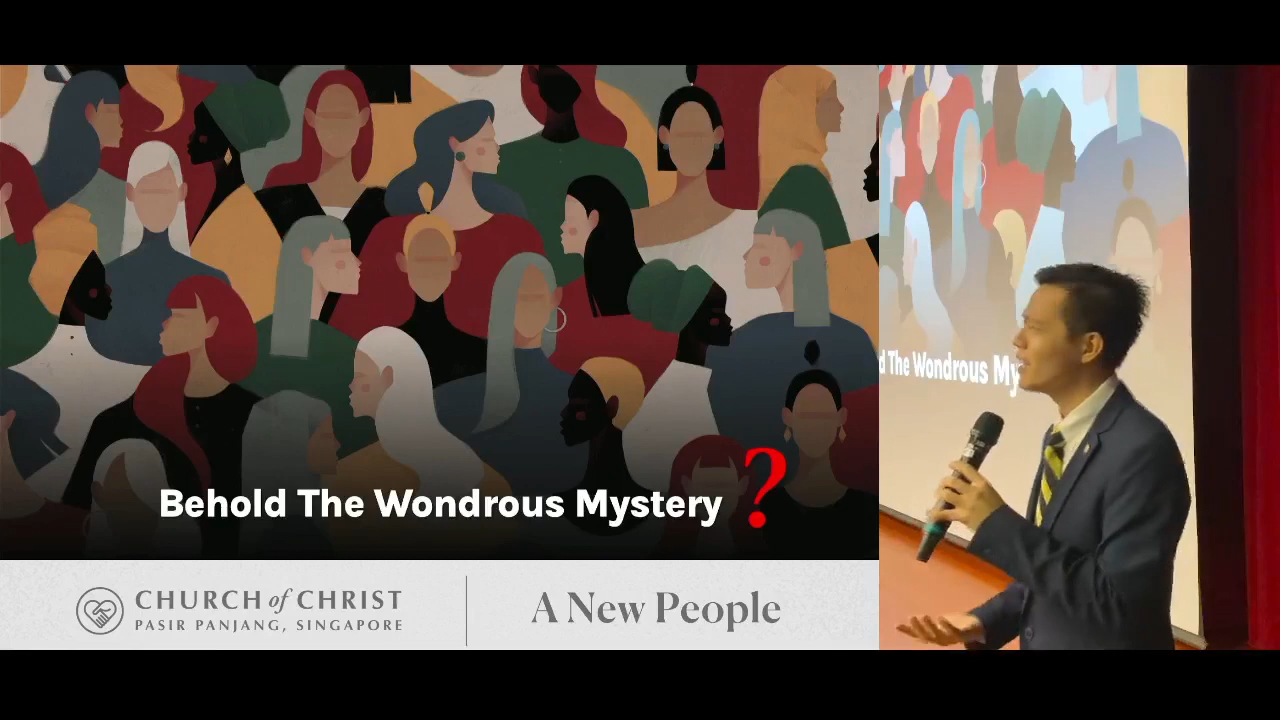 Behold The Wondrous Mystery ?
CHURCH of CHRIST
PASIR PANJANG, SINGAPORE
A New People
d The Wondrous My